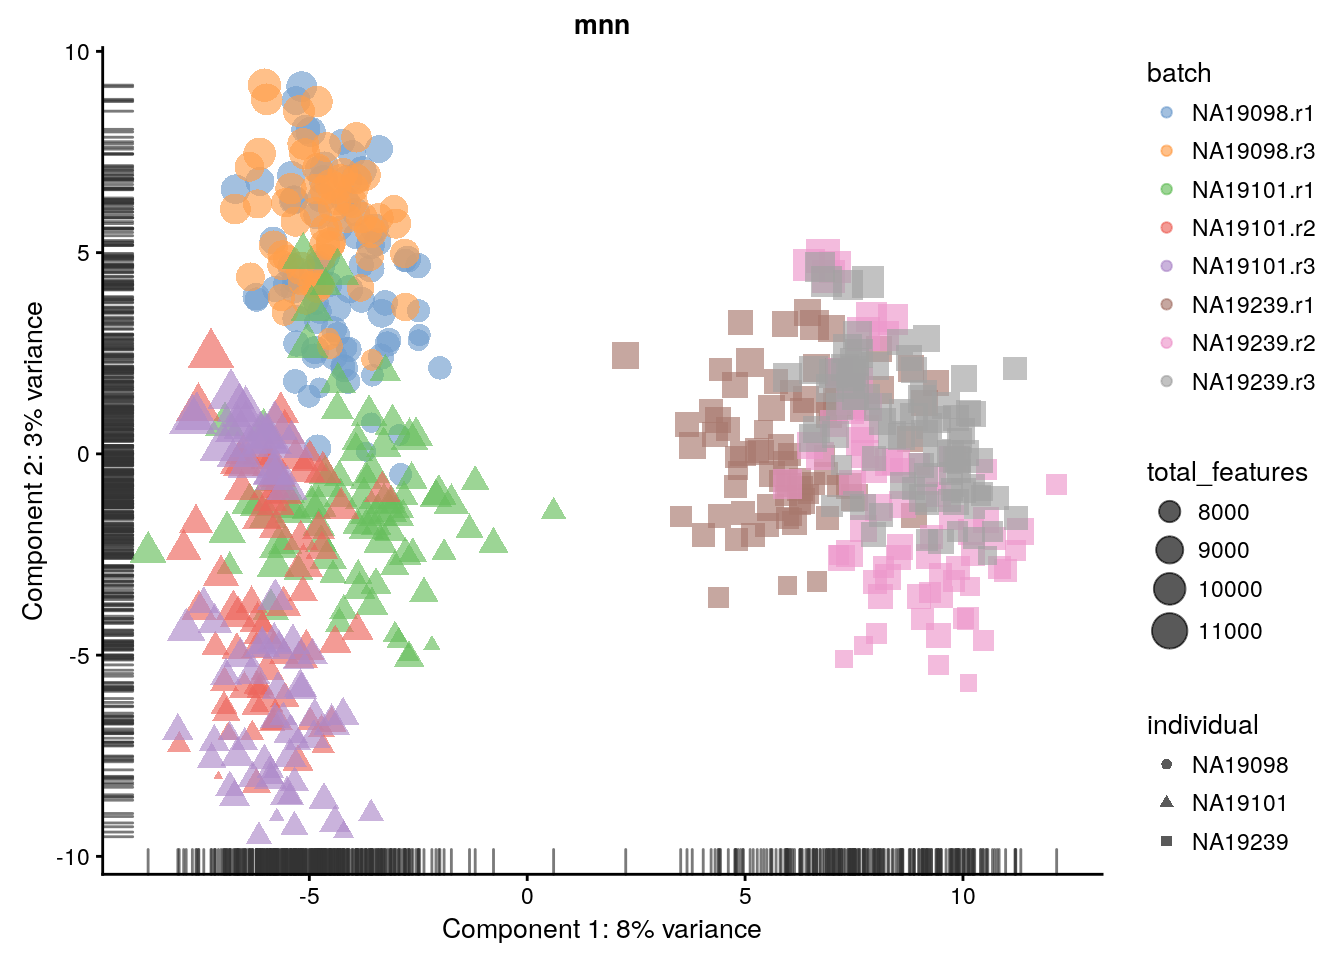 mnn
10
5
0
-5
-10
Component 2: 3% variance
-5
0
5
10
Component 1: 8% variance
batch
NA19098.r1
NA19098.r3
NA19101.r1
NA19101.r2
NA19101.r3
NA19239.r1
NA19239.r2
NA19239.r3
total_features
8000
9000
10000
11000
individual
NA19098
NA19101
NA19239